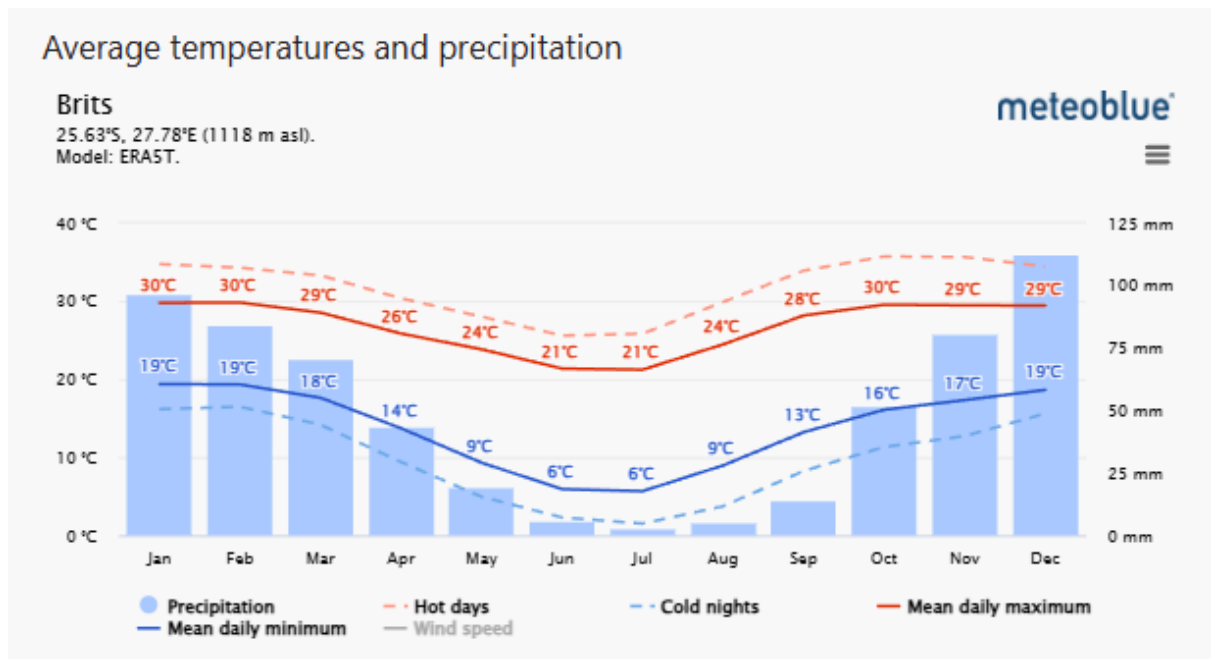 Average temperatures and precipitation
Brits
meteoblue
25.63°S, 27.78°E (1118 m asl).
Model: ERA5T.
40 °C
125 mm
30°C 30°C 29°C 26°C 24°C 21°C 21°C 24°C 28°C 30°C 29°C 29°C
30 °C
100 mm
75 mm
19°C 19°C 18°C 14°C 9°C 6°C 6°C 9°C 13°C 16°C 17°C 19°C
20 °C
50 mm
10 °C
25 mm
0 °C
0 mm
Jan Feb Mar Apr May Jun Jul Aug Sep Oct Nov Dec
Precipitation Hot days Cold nights Mean daily maximum
Mean daily minimum Wind speed